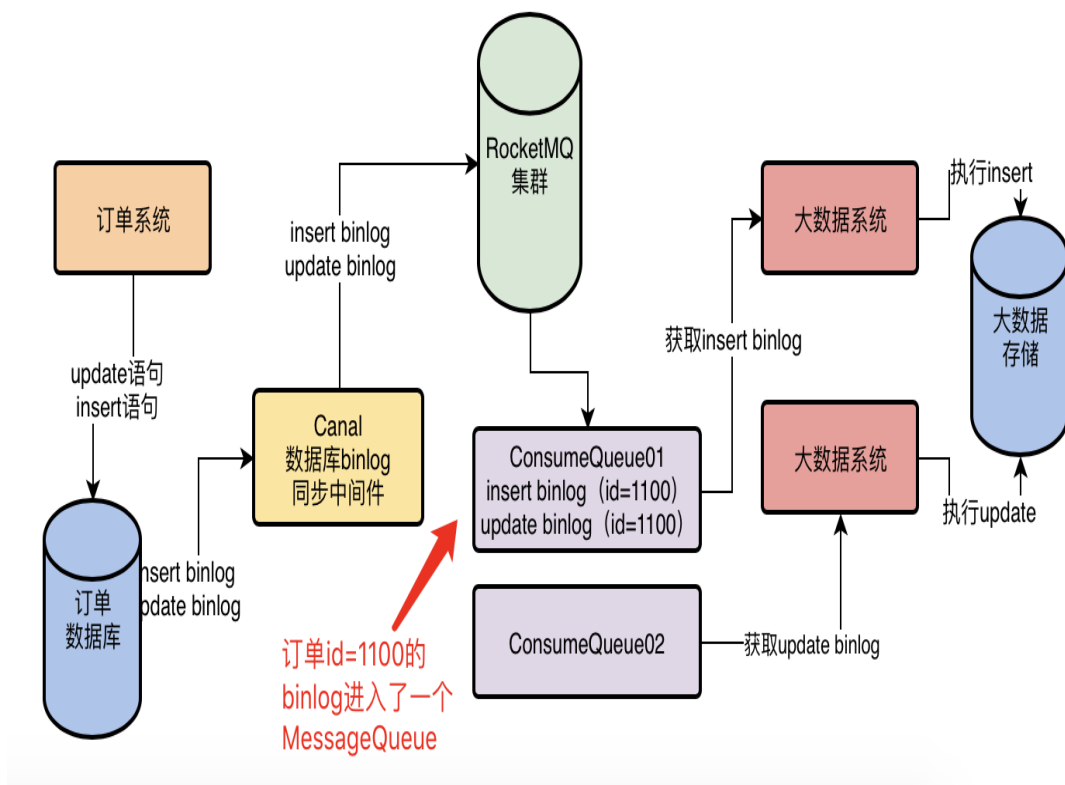 订单系统
update语句
insert语句
订单
数据库
nsert binlog
pdate binlog
Canal
数据库binlog
同步中间件
insert binlog
update binlog
RocketMQ
集群
ConsumeQueue01
insert binlog（id=1100）
update binlog（id=1100）
ConsumeQueue02
订单id=1100的
binlog进入了一个
MessageQueue
获取insert binlog
获取update binlog
大数据系统
执行insert
大数据系统
执行update
大数据
存储